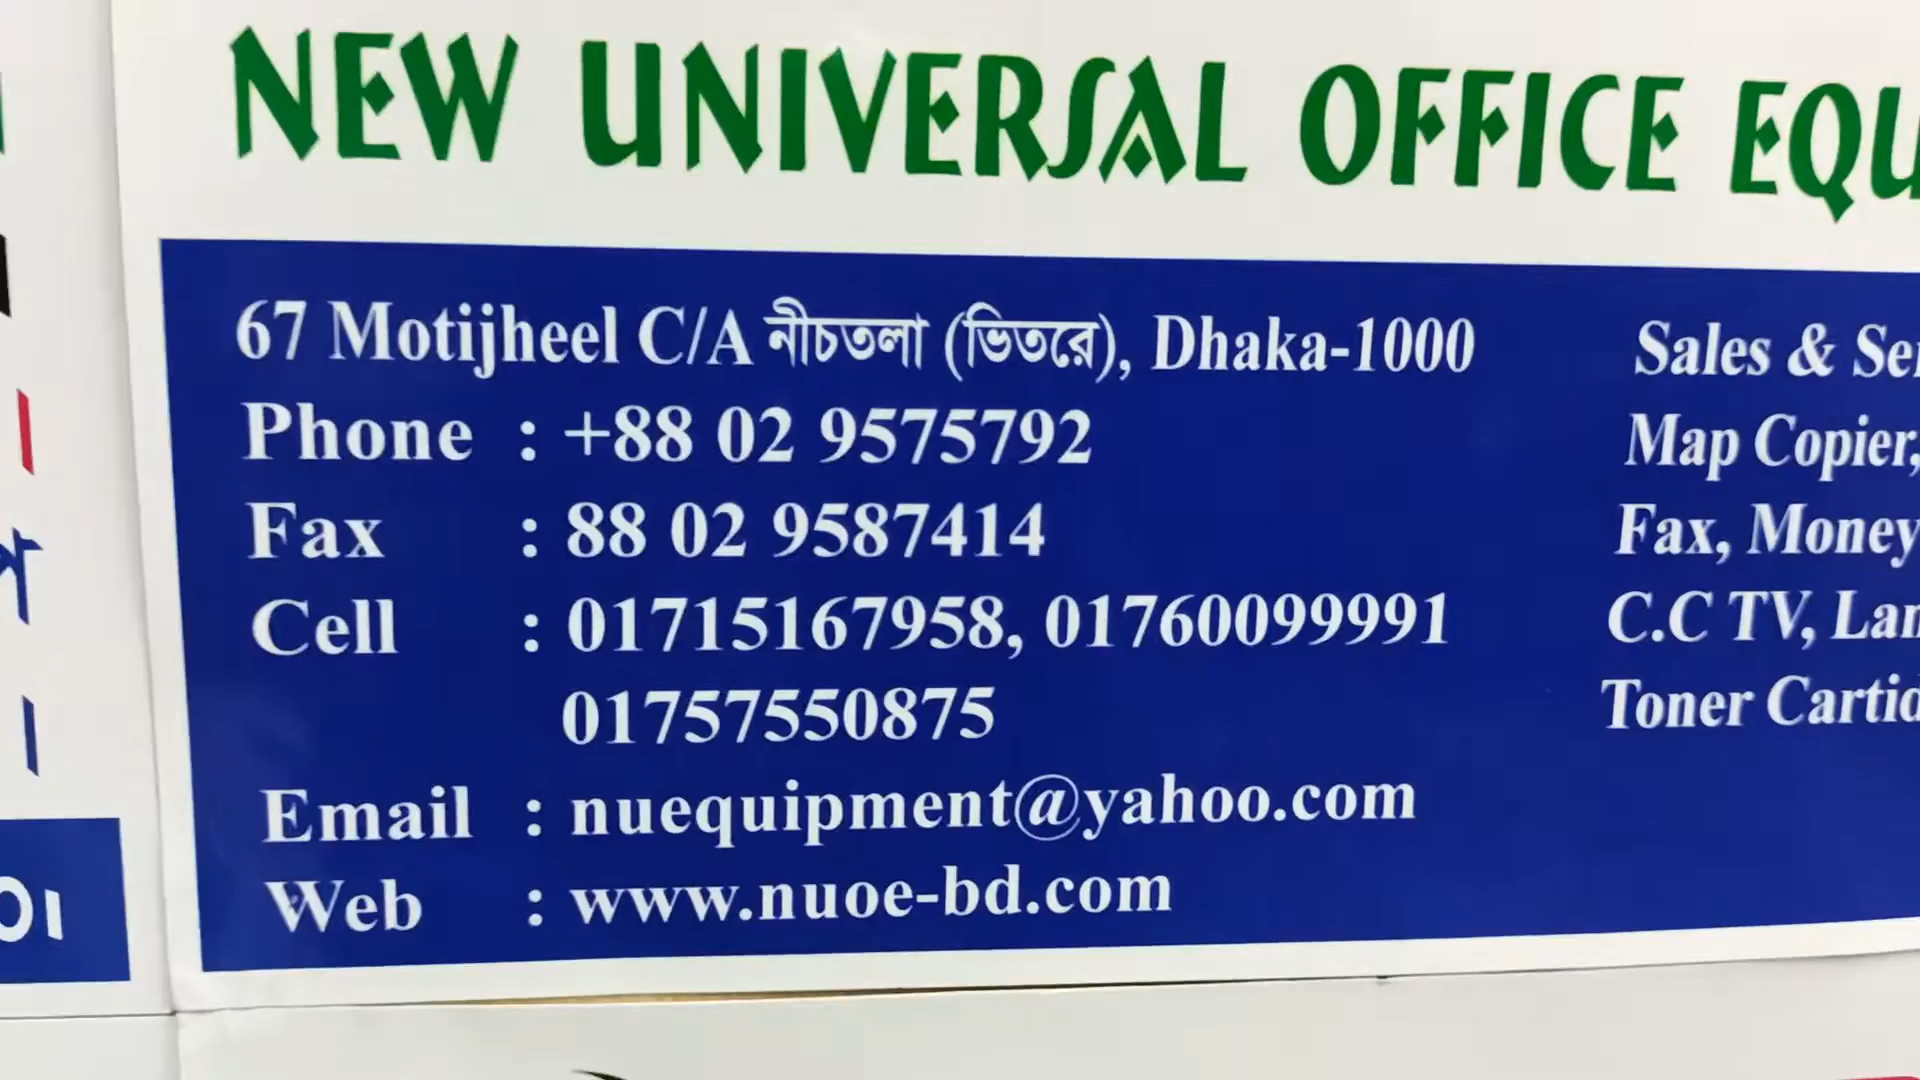 NEW UNIVERSAL OFFICE EQU
67 Motijheel C/A নীচতলা (ভিতরে), Dhaka-1000
Phone : +88 02 9575792
Fax : 88 02 9587414
Cell : 01715167958, 01760099991
01757550875
Email : nuequipment@yahoo.com
Web : www.nuoe-bd.com
Sales & Ser
Map Copier,
Fax, Money
C.C TV, Lan
Toner Cartid